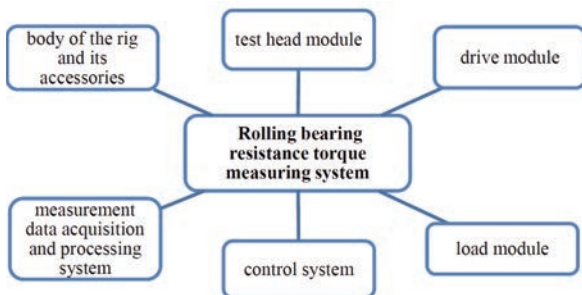 body of the rig
and its
accessories
test head module
drive module
Rolling bearing
resistance torque
measuring system
measurement
data acquisition
and processing
system
control system
load module